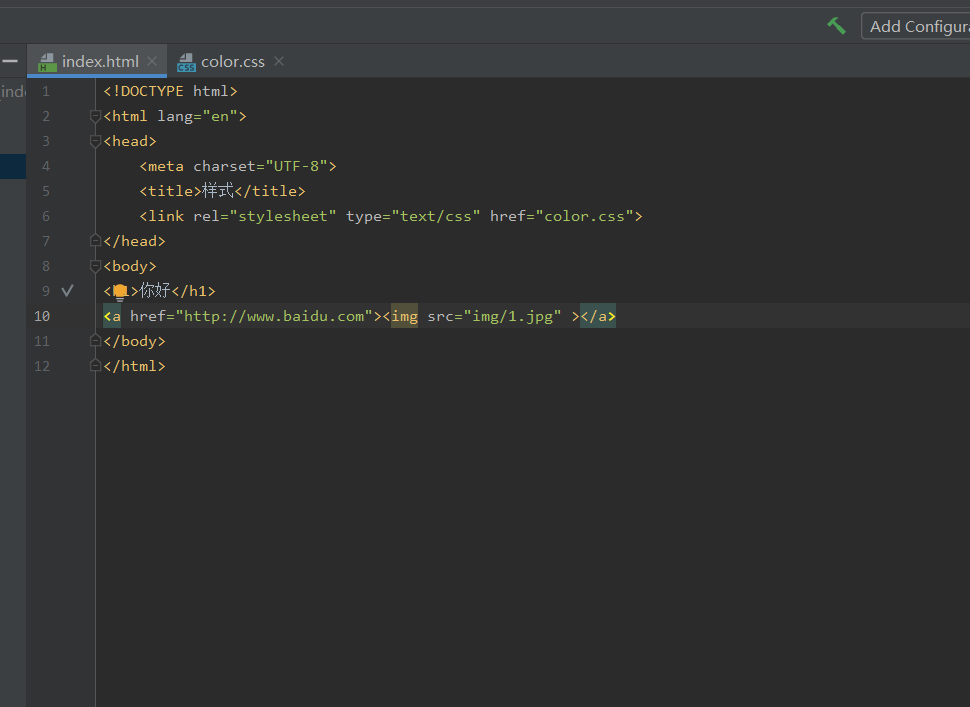 Add Configura
index.html
color.css
inde
1 <!DOCTYPE html>
2 <html lang="en">
3 <head>
4 <meta charset="UTF-8">
5 <title>样式</title>
6 <link rel="stylesheet" type="text/css" href="color.css">
7 </head>
8 <body>
9 < >你好</h1>
10 <a href="http://www.baidu.com"><img src="img/1.jpg" ></a>
11 </body>
12 </html>